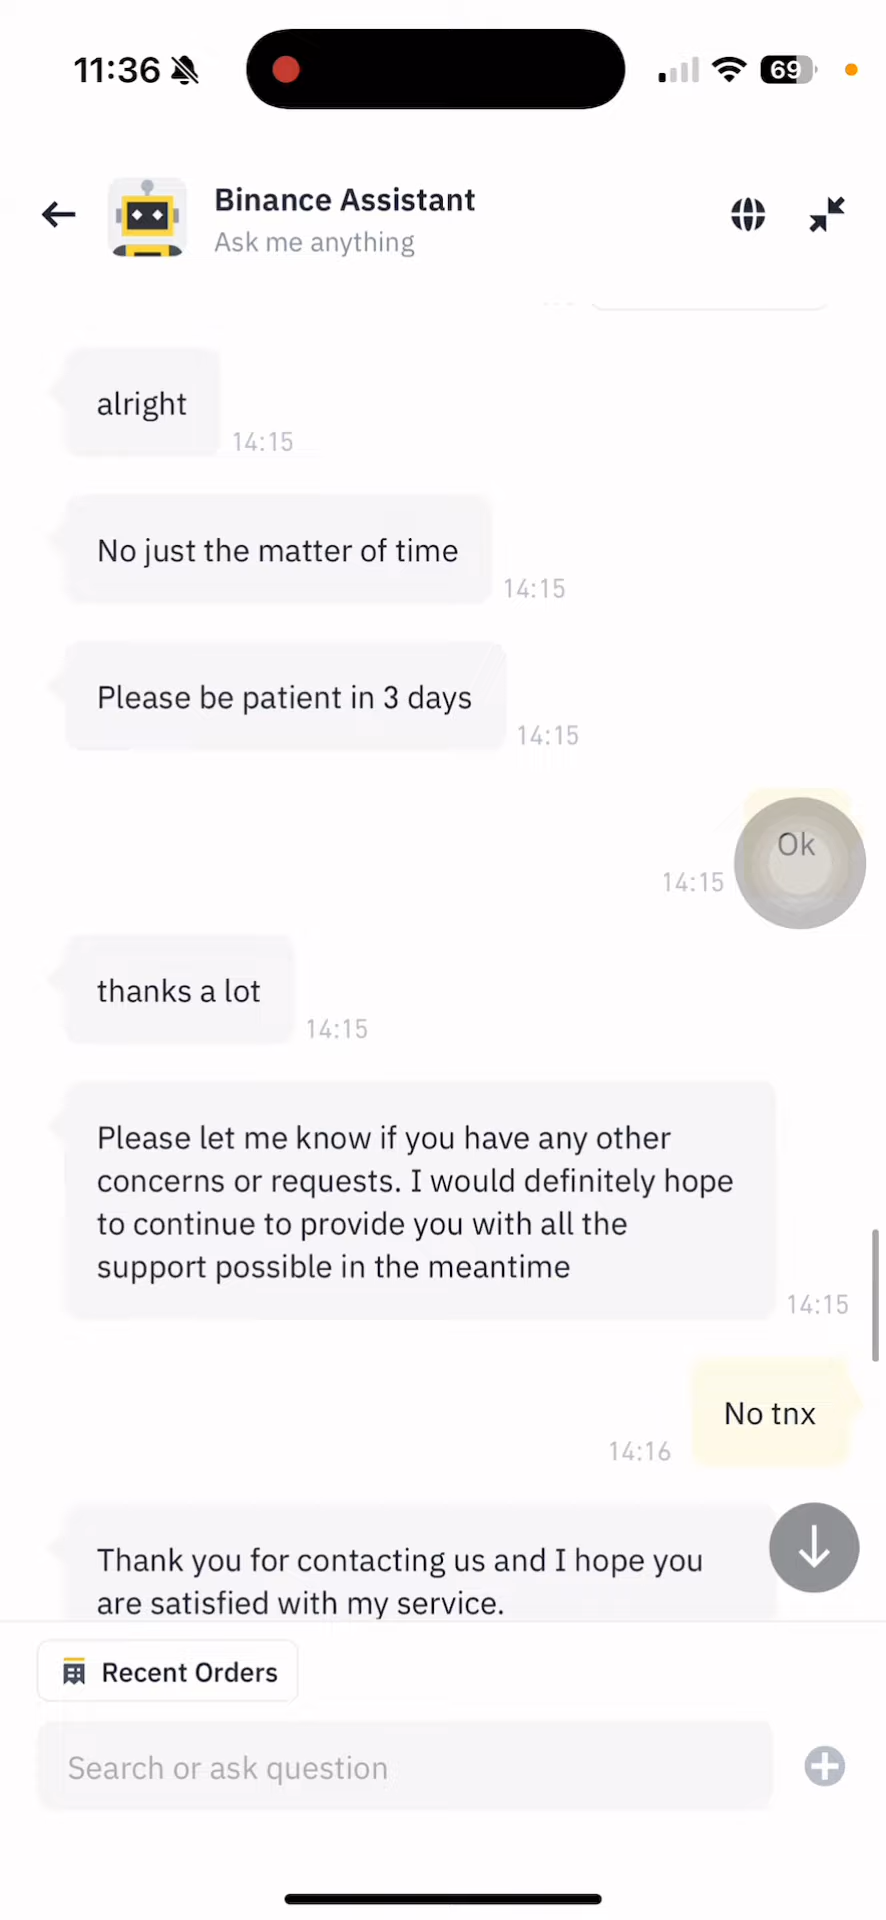 11:36
69
Binance Assistant
Ask me anything
alright
14:15
No just the matter of time
14:15
Please be patient in 3 days
14:15
Ok
14:15
thanks a lot
14:15
Please let me know if you have any other
concerns or requests. I would definitely hope
to continue to provide you with all the
support possible in the meantime
14:15
No tnx
14:16
Thank you for contacting us and I hope you
are satisfied with my service.
Recent Orders
Search or ask question